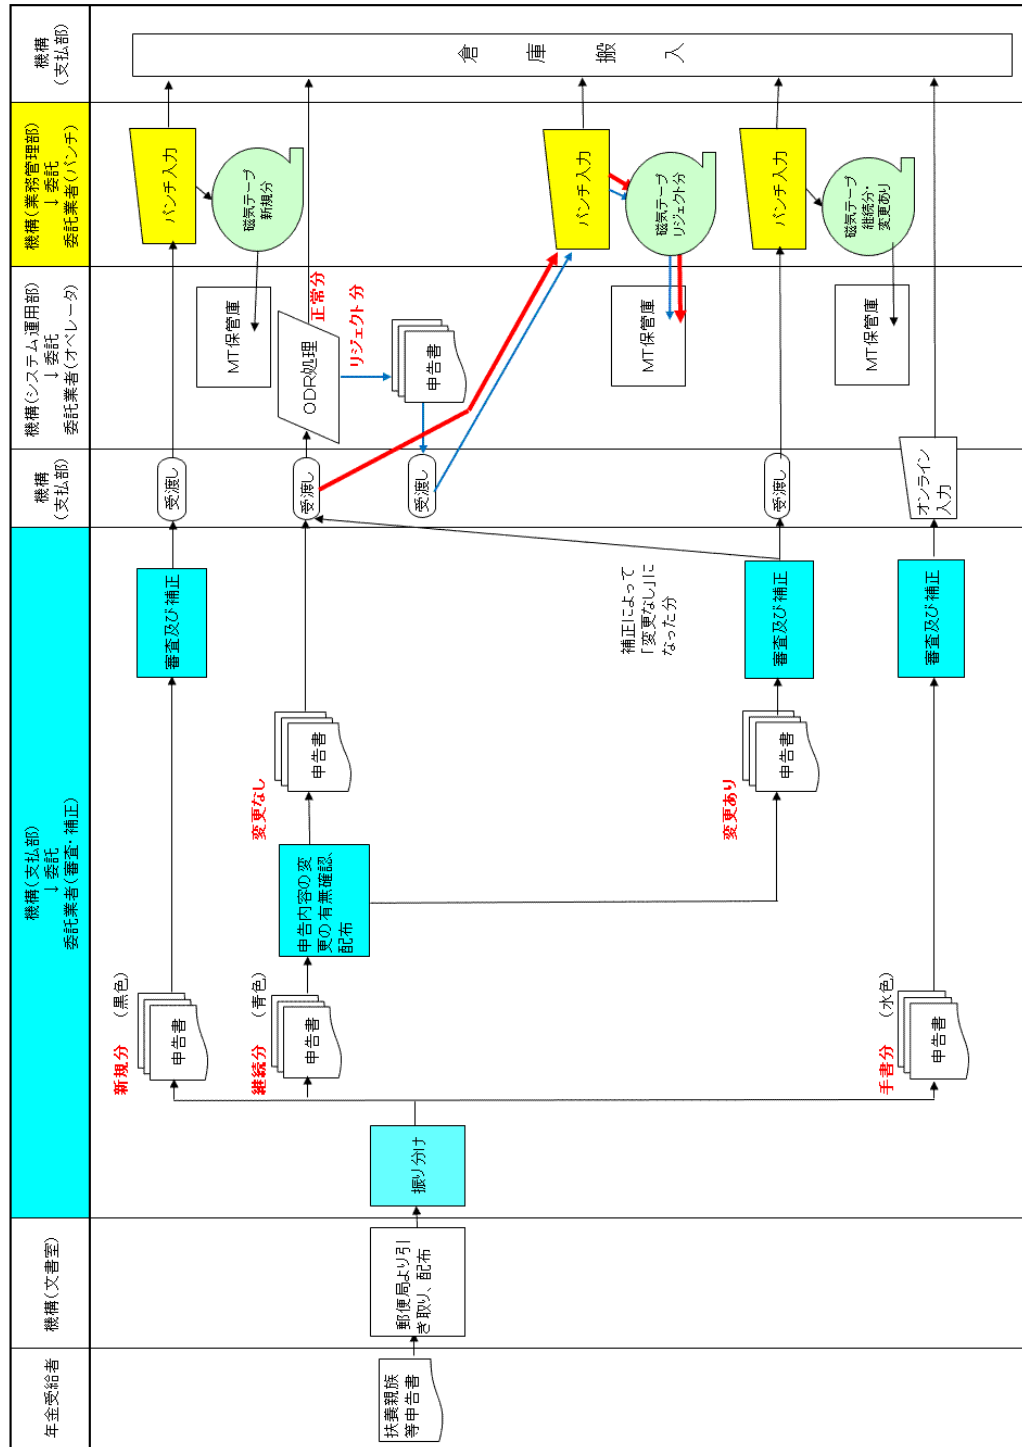 年金受給者
機構(文書室)
機構(支払部)
↓委託
委託業者(審査・補正)
機構
(支払部)
機構(システム運用部)
↓委託
委託業者(オペレータ)
機構(業務管理部)
↓委託
委託業者(パンチ)
機構
(支払部)
扶養親族
等申告書
郵便局より引
き取り、配布
振り分け
新規分
(黒色)
申告書
審査及び補正
受渡し
パンチ入力
磁気テープ
新規分
MT保管庫
継続分
(青色)
申告書
申告内容の変
更の有無確認、
配布
変更なし
申告書
受渡し
ODR処理
正常分
リジェクト分
申告書
受渡し
パンチ入力
磁気テープ
リジェクト分
MT保管庫
補正によって
「変更なし」に
なった分
変更あり
申告書
審査及び補正
受渡し
パンチ入力
磁気テープ
継続分・
変更あり
MT保管庫
手書分
(水色)
申告書
審査及び補正
オンライン
入力
倉庫搬入